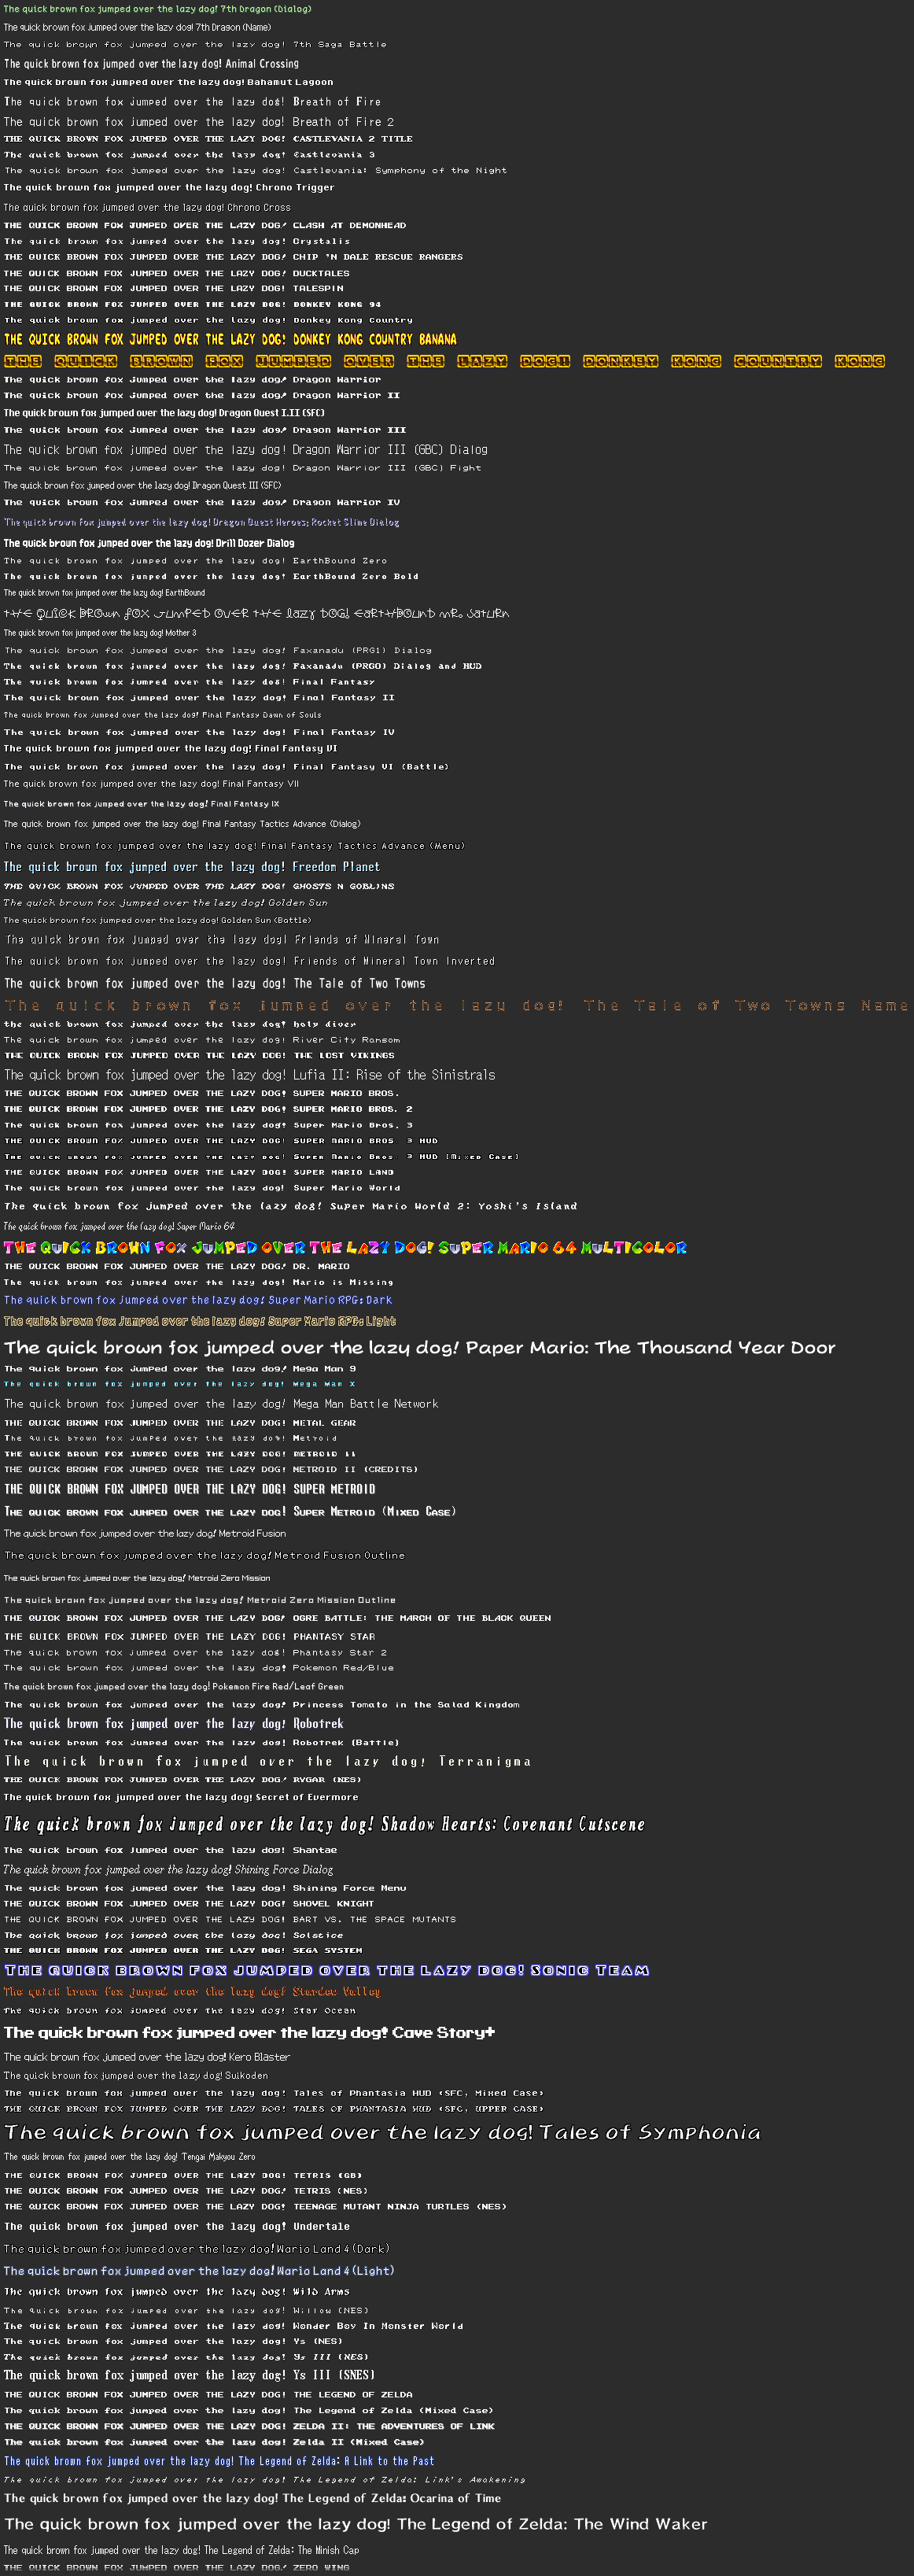 The quick brown fox jumped over the lazy dog! 7th Dragon (Dialog)
The quick brown fox jumped over the lazy dog! 7th Dragon (Name)
The quick brown fox jumped over the lazy dog! 7th Saga Battle
The quick brown fox jumped over the lazy dog! Animal Crossing
The quick brown fox jumped over the lazy dog! Bahamut Lagoon
The quick brown fox jumped over the lazy dog! Breath of Fire
The quick brown fox jumped over the lazy dog! Breath of Fire 2
THE QUICK BROWN FOX JUMPED OVER THE LAZY DOG! CASTLEVANIA 2 TITLE
The quick brown fox jumped over the lazy dog! Castlevania 3
The quick brown fox jumped over the lazy dog! Castlevania: Symphony of the Night
The quick brown fox jumped over the lazy dog! Chrono Trigger
The quick brown fox jumped over the lazy dog! Chrono Cross
THE QUICK BROWN FOX JUMPED OVER THE LAZY DOG! CLASH AT DEMONHEAD
The quick brown fox jumped over the lazy dog! Crystalis
THE QUICK BROWN FOX JUMPED OVER THE LAZY DOG! CHIP 'N DALE RESCUE RANGERS
THE QUICK BROWN FOX JUMPED OVER THE LAZY DOG! DUCKTALES
THE QUICK BROWN FOX JUMPED OVER THE LAZY DOG! TALESPIN
THE QUICK BROWN FOX JUMPED OVER THE LAZY DOG! DONKEY KONG 94
The quick brown fox jumped over the lazy dog! Donkey Kong Country
THE QUICK BROWN FOX JUMPED OVER THE LAZY DOG! DONKEY KONG COUNTRY BANANA
THE QUICK BROWN FOX JUMPED OVER THE LAZY DOG! DONKEY KONG COUNTRY KONG
The quick brown fox jumped over the lazy dog! Dragon Warrior
The quick brown fox jumped over the lazy dog! Dragon Warrior II
The quick brown fox jumped over the lazy dog! Dragon Quest I.II (SFC)
The quick brown fox jumped over the lazy dog! Dragon Warrior III
The quick brown fox jumped over the lazy dog! Dragon Warrior III (GBC) Dialog
The quick brown fox jumped over the lazy dog! Dragon Warrior III (GBC) Fight
The quick brown fox jumped over the lazy dog! Dragon Quest III (SFC)
The quick brown fox jumped over the lazy dog! Dragon Warrior IV
The quick brown fox jumped over the lazy dog! Dragon Quest Heroes: Rocket Slime Dialog
The quick brown fox jumped over the lazy dog! Drill Dozer Dialog
The quick brown fox jumped over the lazy dog! EarthBound Zero
The quick brown fox jumped over the lazy dog! EarthBound Zero Bold
The quick brown fox jumped over the lazy dog! EarthBound
tHE QUiCK BROwn fOX JumPED OVER tHE lazy DOG! EaRtHBOunD mR. SatuRn
The quick brown fox jumped over the lazy dog! Mother 3
The quick brown fox jumped over the lazy dog! Faxanadu (PRG1) Dialog
The quick brown fox jumped over the lazy dog! Faxanadu (PRG0) Dialog and HUD
The quick brown fox jumped over the lazy dog! Final Fantasy
The quick brown fox jumped over the lazy dog! Final Fantasy II
The quick brown fox jumped over the lazy dog! Final Fantasy Dawn of Souls
The quick brown fox jumped over the lazy dog! Final Fantasy IV
The quick brown fox jumped over the lazy dog! Final Fantasy VI
The quick brown fox jumped over the lazy dog! Final Fantasy VI (Battle)
The quick brown fox jumped over the lazy dog! Final Fantasy VII
The quick brown fox jumped over the lazy dog! Final Fantasy IX
The quick brown fox jumped over the lazy dog! Final Fantasy Tactics Advance (Dialog)
The quick brown fox jumped over the lazy dog! Final Fantasy Tactics Advance (Menu)
The quick brown fox jumped over the lazy dog! Freedom Planet
THE QUICK BROWN FOX JUMPED OVER THE LAZY DOG! GHOSTS N GOBLINS
The quick brown fox jumped over the lazy dog! Golden Sun
The quick brown fox jumped over the lazy dog! Golden Sun (Battle)
The quick brown fox jumped over the lazy dog! Friends of Mineral Town
The quick brown fox jumped over the lazy dog! Friends of Mineral Town Inverted
The quick brown fox jumped over the lazy dog! The Tale of Two Towns
The quick brown fox jumped over the lazy dog! The Tale of Two Towns Name
the quick brown fox jumped over the lazy dog! holy diver
The quick brown fox jumped over the lazy dog! River City Ransom
THE QUICK BROWN FOX JUMPED OVER THE LAZY DOG! THE LOST VIKINGS
The quick brown fox jumped over the lazy dog! Lufia II: Rise of the Sinistrals
THE QUICK BROWN FOX JUMPED OVER THE LAZY DOG! SUPER MARIO BROS.
THE QUICK BROWN FOX JUMPED OVER THE LAZY DOG! SUPER MARIO BROS. 2
The quick brown fox jumped over the lazy dog! Super Mario Bros. 3
THE QUICK BROWN FOX JUMPED OVER THE LAZY DOG! SUPER MARIO BROS. 3 HUD
The quick brown fox jumped over the lazy dog! Super Mario Bros. 3 HUD [Mixed Case]
THE QUICK BROWN FOX JUMPED OVER THE LAZY DOG! SUPER MARIO LAND
The quick brown fox jumped over the lazy dog! Super Mario World
The quick brown fox jumped over the lazy dog! Super Mario World 2: Yoshi's Island
The quick brown fox jumped over the lazy dog! Super Mario 64
THE QUICK BROWN FOX JUMPED OVER THE LAZY DOG! SUPER MARIO 64 MULTICOLOR
THE QUICK BROWN FOX JUMPED OVER THE LAZY DOG! DR. MARIO
The quick brown fox jumped over the lazy dog! Mario is Missing
The quick brown fox jumped over the lazy dog! Super Mario RPG: Dark
The quick brown fox jumped over the lazy dog! Super Mario RPG: Light
The quick brown fox jumped over the lazy dog! Paper Mario: The Thousand Year Door
The quick brown fox jumped over the lazy dog! Mega Man 9
The quick brown fox jumped over the lazy dog! Mega Man X
The quick brown fox jumped over the lazy dog! Mega Man Battle Network
THE QUICK BROWN FOX JUMPED OVER THE LAZY DOG! METAL GEAR
The quick brown fox jumped over the lazy dog! Metroid
THE QUICK BROWN FOX JUMPED OVER THE LAZY DOG! METROID II
THE QUICK BROWN FOX JUMPED OVER THE LAZY DOG! METROID II (CREDITS)
THE QUICK BROWN FOX JUMPED OVER THE LAZY DOG! SUPER METROID
The quick brown fox jumped over the lazy dog! Super Metroid (Mixed Case)
The quick brown fox jumped over the lazy dog! Metroid Fusion
The quick brown fox jumped over the lazy dog! Metroid Fusion Outline
The quick brown fox jumped over the lazy dog! Metroid Zero Mission
The quick brown fox jumped over the lazy dog! Metroid Zero Mission Outline
THE QUICK BROWN FOX JUMPED OVER THE LAZY DOG! OGRE BATTLE: THE MARCH OF THE BLACK QUEEN
THE QUICK BROWN FOX JUMPED OVER THE LAZY DOG! PHANTASY STAR
The quick brown fox jumped over the lazy dog! Phantasy Star 2
The quick brown fox jumped over the lazy dog! Pokemon Red/Blue
The quick brown fox jumped over the lazy dog! Pokemon Fire Red/Leaf Green
The quick brown fox jumped over the lazy dog! Princess Tomato in the Salad Kingdom
The quick brown fox jumped over the lazy dog! Robotrek
The quick brown fox jumped over the lazy dog! Robotrek (Battle)
The quick brown fox jumped over the lazy dog! Terranigma
THE QUICK BROWN FOX JUMPED OVER THE LAZY DOG! RYGAR (NES)
The quick brown fox jumped over the lazy dog! Secret of Evermore
The quick brown fox jumped over the lazy dog! Shadow Hearts: Covenant Cutscene
The quick brown fox jumped over the lazy dog! Shantae
The quick brown fox jumped over the lazy dog! Shining Force Dialog
The quick brown fox jumped over the lazy dog! Shining Force Menu
THE QUICK BROWN FOX JUMPED OVER THE LAZY DOG! SHOVEL KNIGHT
THE QUICK BROWN FOX JUMPED OVER THE LAZY DOG! BART VS. THE SPACE MUTANTS
The quick brown fox jumped over the lazy dog! Solstice
THE QUICK BROWN FOX JUMPED OVER THE LAZY DOG! SEGA SYSTEM
The quick brown fox jumped over the lazy dog! Sonic Team
The quick brown fox jumped over the lazy dog! Stardew Valley
The quick brown fox jumped over the lazy dog! Star Ocean
The quick brown fox jumped over the lazy dog! Cave Story+
The quick brown fox jumped over the lazy dog! Kero Blaster
The quick brown fox jumped over the lazy dog! Suikoden
The quick brown fox jumped over the lazy dog! Tales of Phantasia HUD (SFC, Mixed Case)
THE QUICK BROWN FOX JUMPED OVER THE LAZY DOG! TALES OF PHANTASIA HUD (SFC, UPPER CASE)
The quick brown fox jumped over the lazy dog! Tales of Symphonia
The quick brown fox jumped over the lazy dog! Tengai Makyou Zero
THE QUICK BROWN FOX JUMPED OVER THE LAZY DOG! TETRIS (GB)
THE QUICK BROWN FOX JUMPED OVER THE LAZY DOG! TETRIS (NES)
THE QUICK BROWN FOX JUMPED OVER THE LAZY DOG! TEENAGE MUTANT NINJA TURTLES (NES)
The quick brown fox jumped over the lazy dog! Undertale
The quick brown fox jumped over the lazy dog! Wario Land 4 (Dark)
The quick brown fox jumped over the lazy dog! Wario Land 4 (Light)
The quick brown fox jumped over the lazy dog! Wild Arms
The quick brown fox jumped over the lazy dog! Willow (NES)
The quick brown fox jumped over the lazy dog! Wonder Boy In Monster World
The quick brown fox jumped over the lazy dog! Ys (NES)
The quick brown fox jumped over the lazy dog! Ys III (NES)
The quick brown fox jumped over the lazy dog! Ys III (SNES)
THE QUICK BROWN FOX JUMPED OVER THE LAZY DOG! THE LEGEND OF ZELDA
The quick brown fox jumped over the lazy dog! The Legend of Zelda (Mixed Case)
THE QUICK BROWN FOX JUMPED OVER THE LAZY DOG! ZELDA II: THE ADVENTURES OF LINK
The quick brown fox jumped over the lazy dog! Zelda II (Mixed Case)
The quick brown fox jumped over the lazy dog! The Legend of Zelda: A Link to the Past
The quick brown fox jumped over the lazy dog! The Legend of Zelda: Link's Awakening
The quick brown fox jumped over the lazy dog! The Legend of Zelda: Ocarina of Time
The quick brown fox jumped over the lazy dog! The Legend of Zelda: The Wind Waker
The quick brown fox jumped over the lazy dog! The Legend of Zelda: The Minish Cap
THE QUICK BROWN FOX JUMPED OVER THE LAZY DOG! ZERO WING